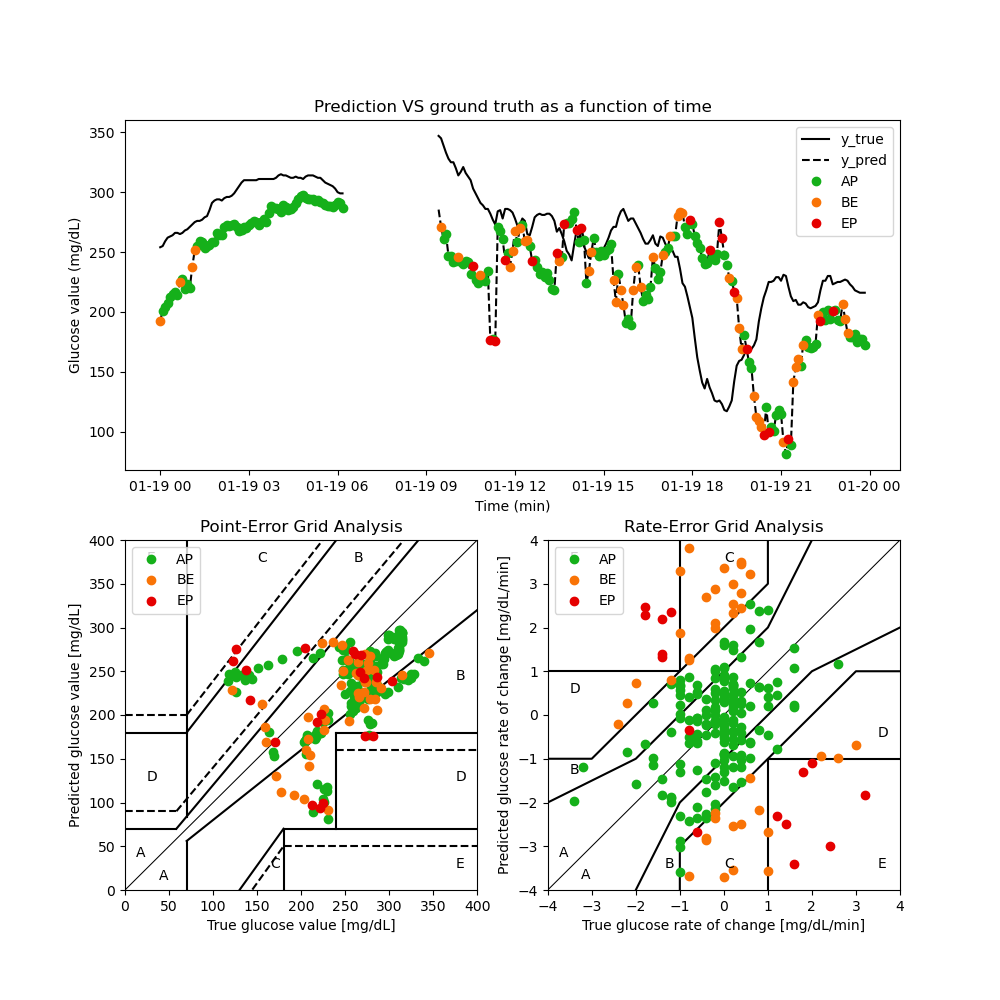 Prediction VS ground truth as a function of time
Glucose value (mg/dL)
350
300
250
200
150
100
y_true
y_pred
AP
BE
EP
01-19 00 01-19 03 01-19 06 01-19 09 01-19 12 01-19 15 01-19 18 01-19 21 01-20 00
Time (min)
Point-Error Grid Analysis
Predicted glucose value [mg/dL]
400
350
300
250
200
150
100
50
0
AP
BE
EP
C
B
B
D
D
A
A
C
E
0 50 100 150 200 250 300 350 400
True glucose value [mg/dL]
Rate-Error Grid Analysis
Predicted glucose rate of change [mg/dL/min]
4
3
2
1
0
−1
−2
−3
−4
AP
BE
EP
C
D
D
B
A
A
B
C
E
−4 −3 −2 −1 0 1 2 3 4
True glucose rate of change [mg/dL/min]